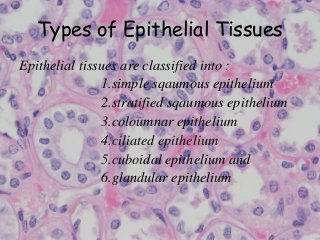 Types of Epithelial Tissues
Epithelial tissues are classified into :
1.simple sqaumous epithelium
2.stratified sqaumous epithelium
3.coloumnar epithelium
4.ciliated epithelium
5.cuboidal epithelium and
6.glandular epithelium